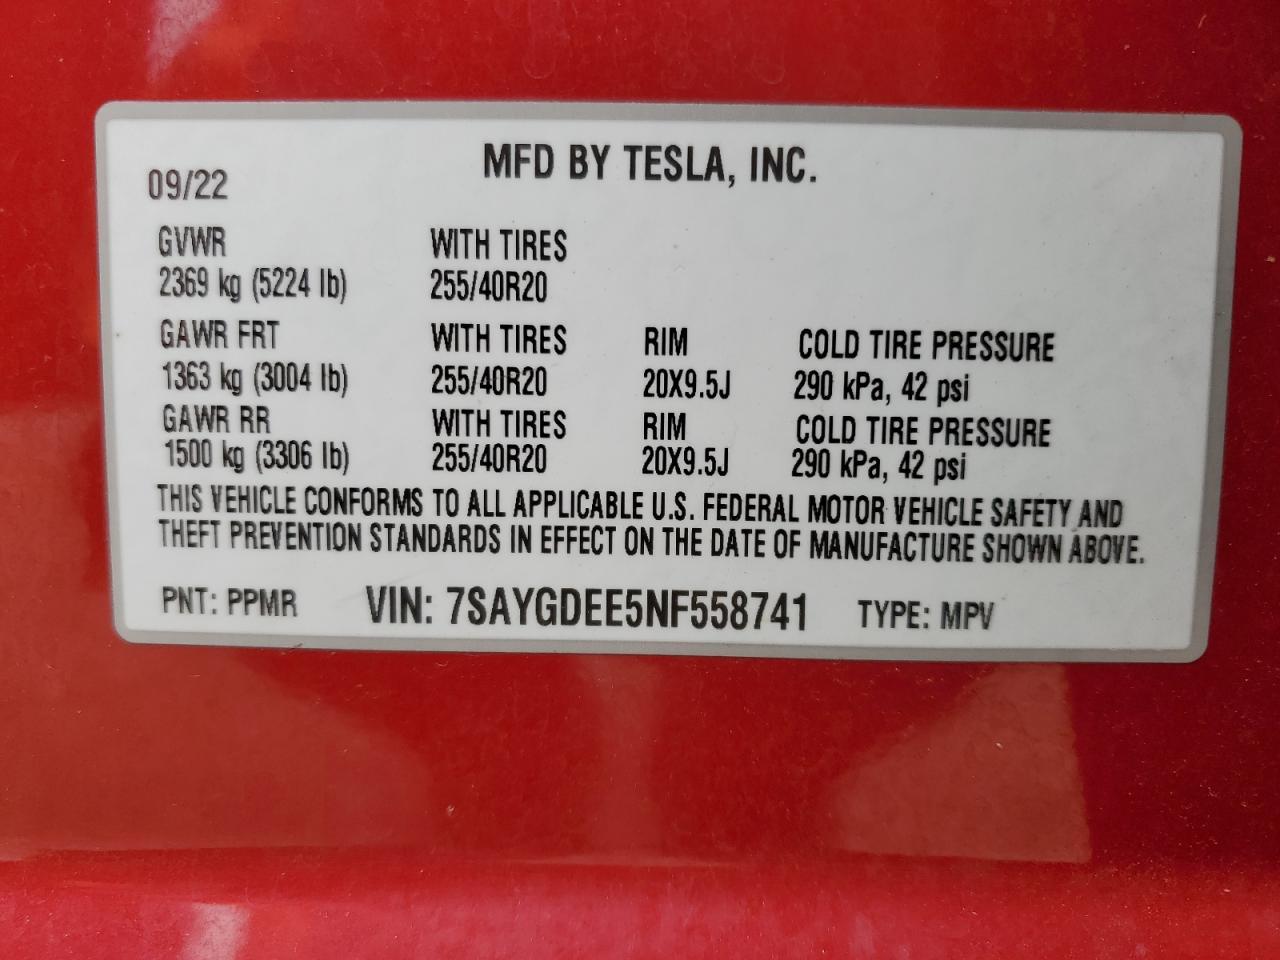 MFD BY TESLA, INC.
09/22
GVWR WITH TIRES
2369 kg (5224 lb) 255/40R20
GAWR FRT WITH TIRES RIM COLD TIRE PRESSURE
1363 kg (3004 lb) 255/40R20 20X9.5J 290 kPa, 42 psi
GAWR RR WITH TIRES RIM COLD TIRE PRESSURE
1500 kg (3306 lb) 255/40R20 20X9.5J 290 kPa, 42 psi
THIS VEHICLE CONFORMS TO ALL APPLICABLE U.S. FEDERAL MOTOR VEHICLE SAFETY AND
THEFT PREVENTION STANDARDS IN EFFECT ON THE DATE OF MANUFACTURE SHOWN ABOVE.
PNT: PPMR VIN: 7SAYGDEE5NF558741 TYPE: MPV